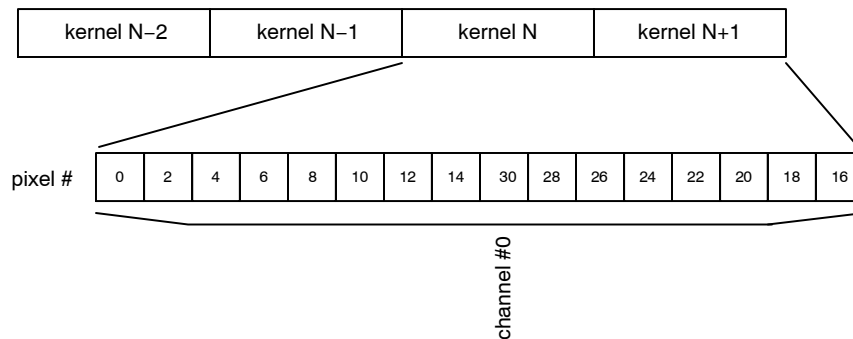 kernel N−2 kernel N−1 kernel N kernel N+1
pixel # 0 2 4 6 8 10 12 14 30 28 26 24 22 20 18 16
channel #0